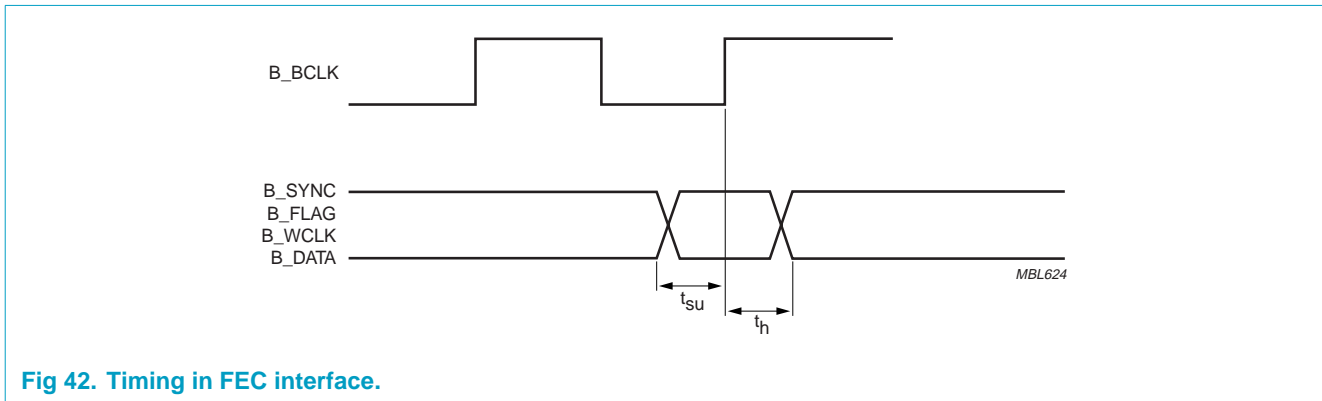 B_BCLK
B_SYNC
B_FLAG
B_WCLK
B_DATA
MBL624
tsu
th
Fig 42. Timing in FEC interface.